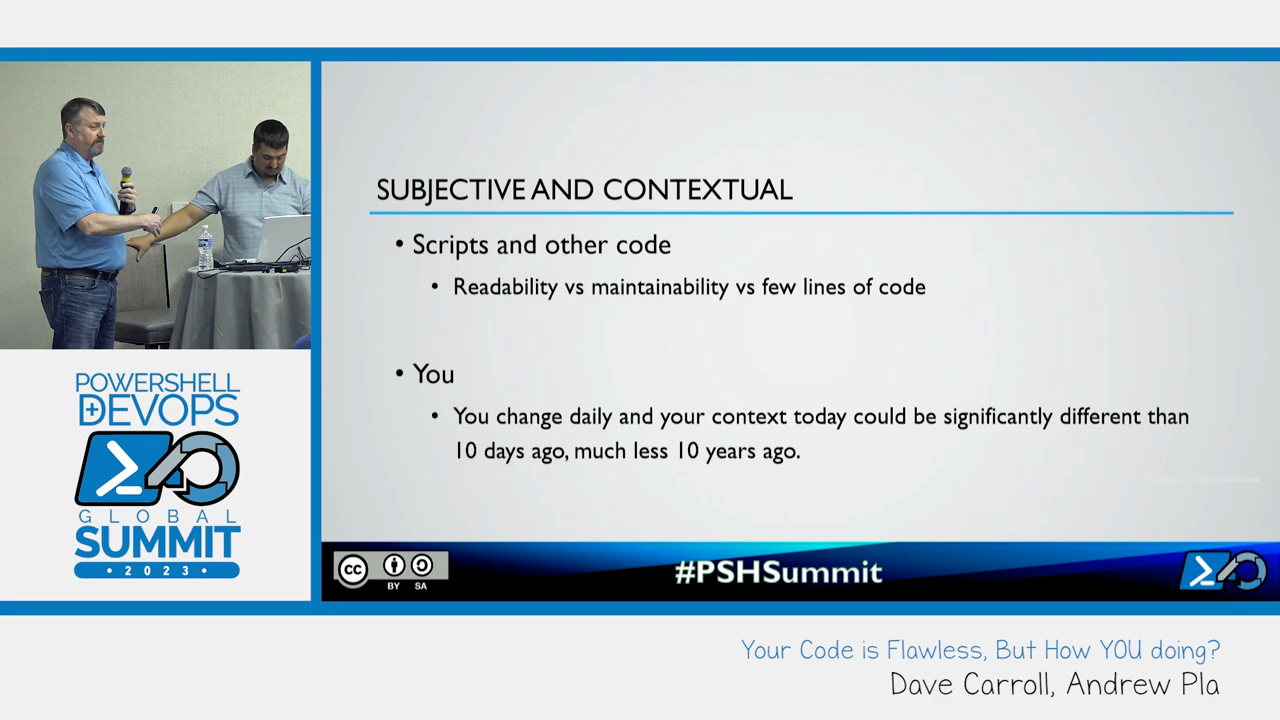 SUBJECTIVE AND CONTEXTUAL
• Scripts and other code
• Readability vs maintainability vs few lines of code
• You
• You change daily and your context today could be significantly different than
10 days ago, much less 10 years ago.
POWERSHELL
+DEVOPS
GLOBAL
SUMMIT
• 2023 •
cc
BY SA
#PSHSummit
Your Code is Flawless, But How YOU doing?
Dave Carroll, Andrew Pla